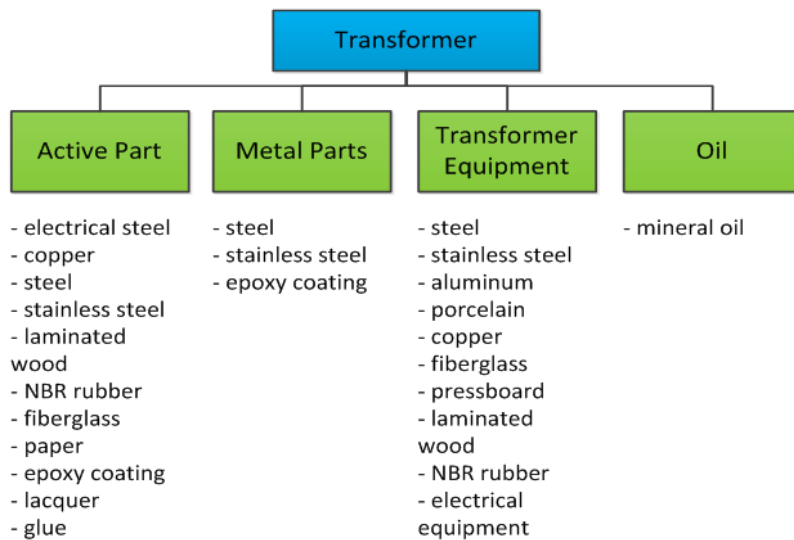 Transformer
Active Part
- electrical steel
- copper
- steel
- stainless steel
- laminated
wood
- NBR rubber
- fiberglass
- paper
- epoxy coating
- lacquer
- glue
Metal Parts
- steel
- stainless steel
- epoxy coating
Transformer
Equipment
- steel
- stainless steel
- aluminum
- porcelain
- copper
- fiberglass
- pressboard
- laminated
wood
- NBR rubber
- electrical
equipment
Oil
- mineral oil